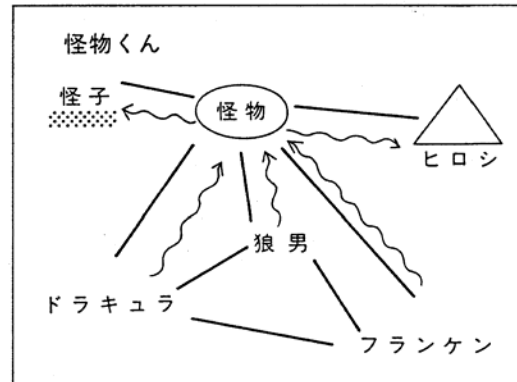 怪物くん
怪子
怪物
ヒロシ
狼男
ドラキュラ
フランケン